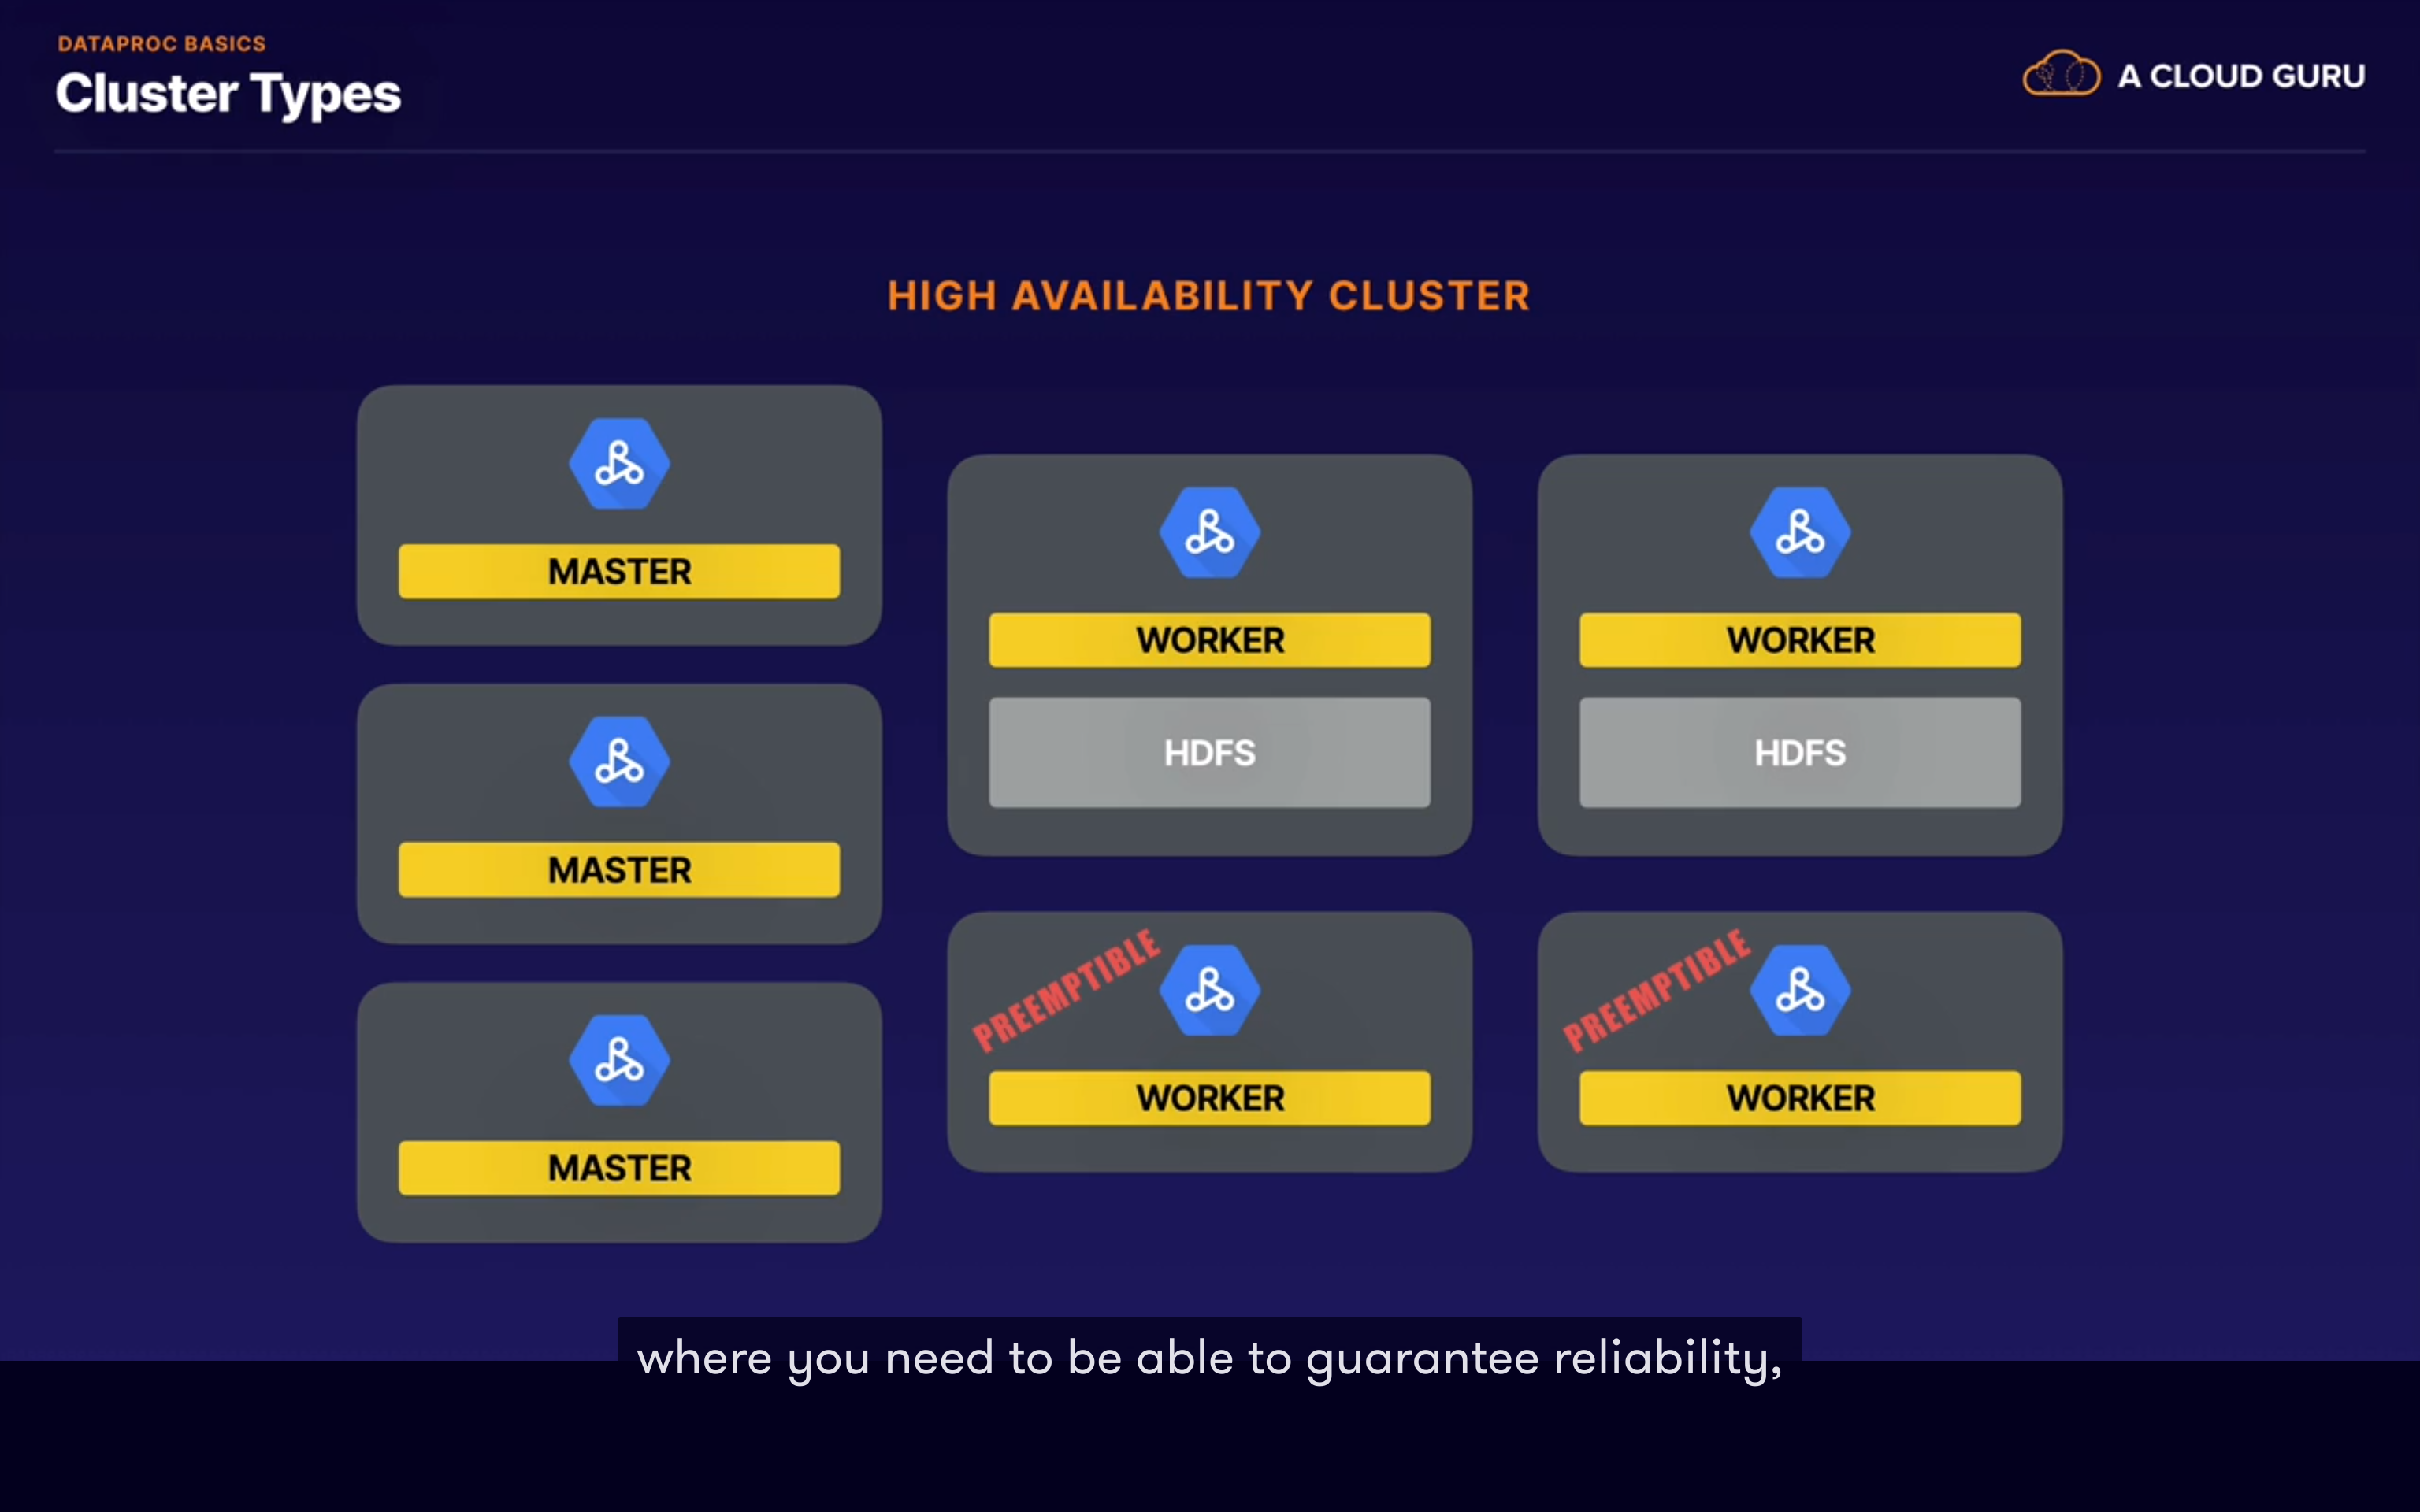 DATAPROC BASICS
Cluster Types
A CLOUD GURU
HIGH AVAILABILITY CLUSTER
MASTER
MASTER
MASTER
WORKER
HDFS
WORKER
HDFS
PREEMPTIBLE
WORKER
PREEMPTIBLE
WORKER
where you need to be able to guarantee reliability,